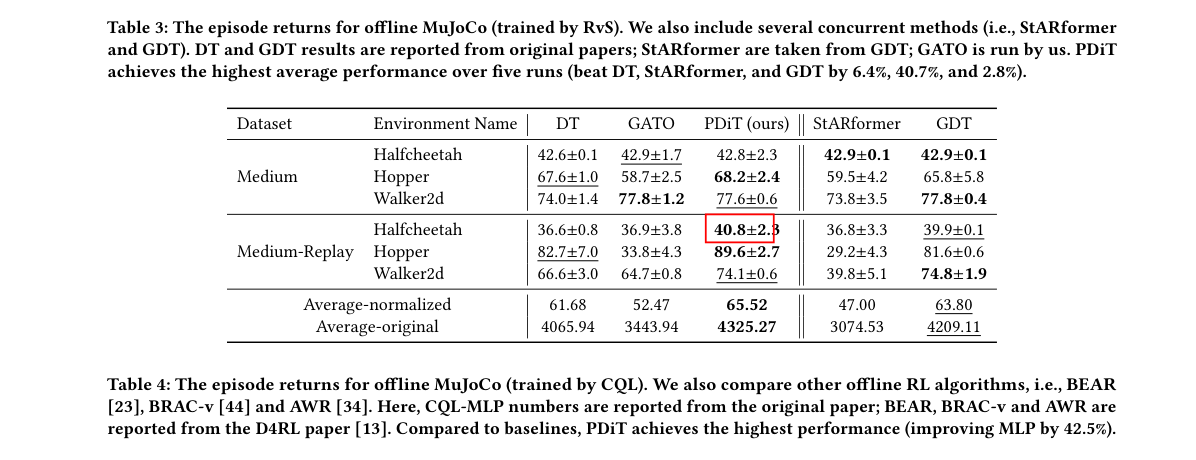 Table 3: The episode returns for offline MuJoCo (trained by RvS). We also include several concurrent methods (i.e., StARformer
and GDT). DT and GDT results are reported from original papers; StARformer are taken from GDT; GATO is run by us. PDiT
achieves the highest average performance over five runs (beat DT, StARformer, and GDT by 6.4%, 40.7%, and 2.8%).
Dataset Environment Name DT GATO PDiT (ours) StARformer GDT
Halfcheetah 42.6±0.1 42.9±1.7 42.8±2.3 42.9±0.1 42.9±0.1
Medium Hopper 67.6±1.0 58.7±2.5 68.2±2.4 59.5±4.2 65.8±5.8
Walker2d 74.0±1.4 77.8±1.2 77.6±0.6 73.8±3.5 77.8±0.4
Halfcheetah 36.6±0.8 36.9±3.8 40.8±2.3 36.8±3.3 39.9±0.1
Medium-Replay Hopper 82.7±7.0 33.8±4.3 89.6±2.7 29.2±4.3 81.6±0.6
Walker2d 66.6±3.0 64.7±0.8 74.1±0.6 39.8±5.1 74.8±1.9
Average-normalized 61.68 52.47 65.52 47.00 63.80
Average-original 4065.94 3443.94 4325.27 3074.53 4209.11
Table 4: The episode returns for offline MuJoCo (trained by CQL). We also compare other offline RL algorithms, i.e., BEAR
[23], BRAC-v [44] and AWR [34]. Here, CQL-MLP numbers are reported from the original paper; BEAR, BRAC-v and AWR are
reported from the D4RL paper [13]. Compared to baselines, PDiT achieves the highest performance (improving MLP by 42.5%).